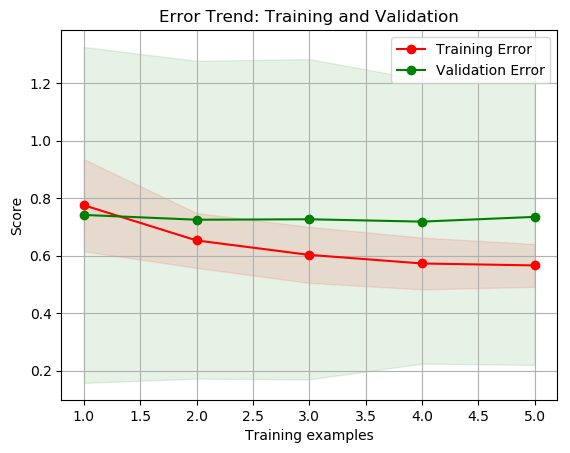 Error Trend: Training and Validation
Training Error
Validation Error
Score
1.2
1.0
0.8
0.6
0.4
0.2
1.0 1.5 2.0 2.5 3.0 3.5 4.0 4.5 5.0
Training examples